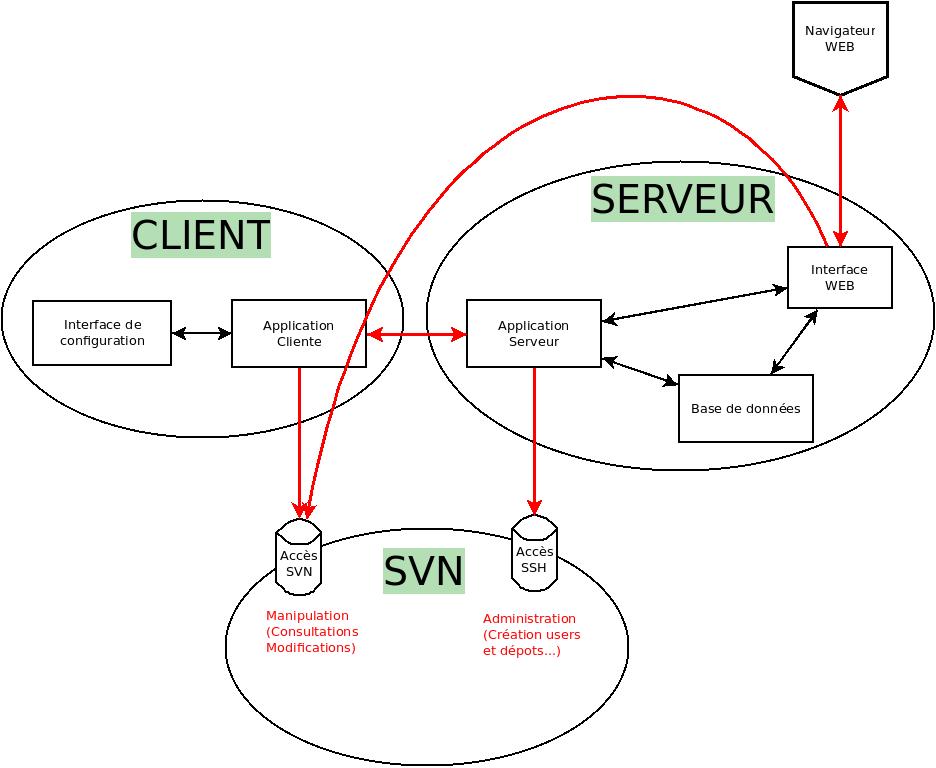 Navigateur
WEB
SERVEUR
CLIENT
Interface
WEB
Interface de
configuration
Application
Cliente
Application
Serveur
Base de données
Accès
SVN
SVN
Accès
SSH
Manipulation
(Consultations
Modifications)
Administration
(Création users
et dépots...)